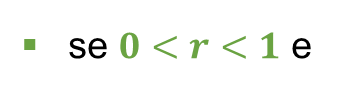 ▪ se 0 < r < 1 e